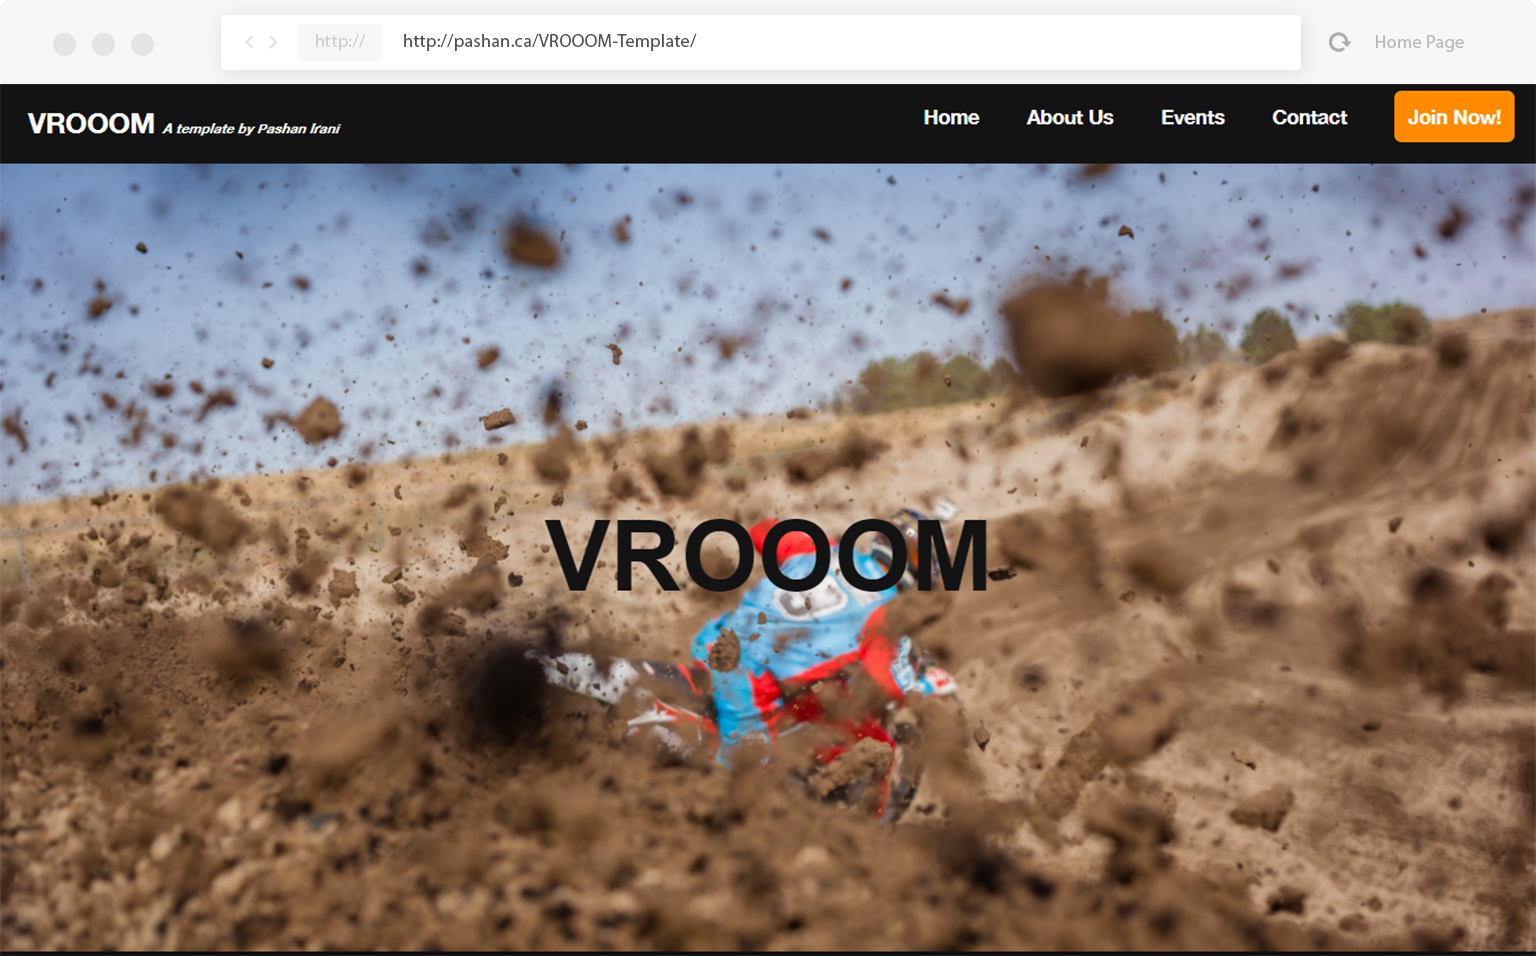 http://
http://pashan.ca/VROOOM-Template/
Home Page
VROOOM A template by Pashan Irani
Home
About Us
Events
Contact
Join Now!
VROOOM